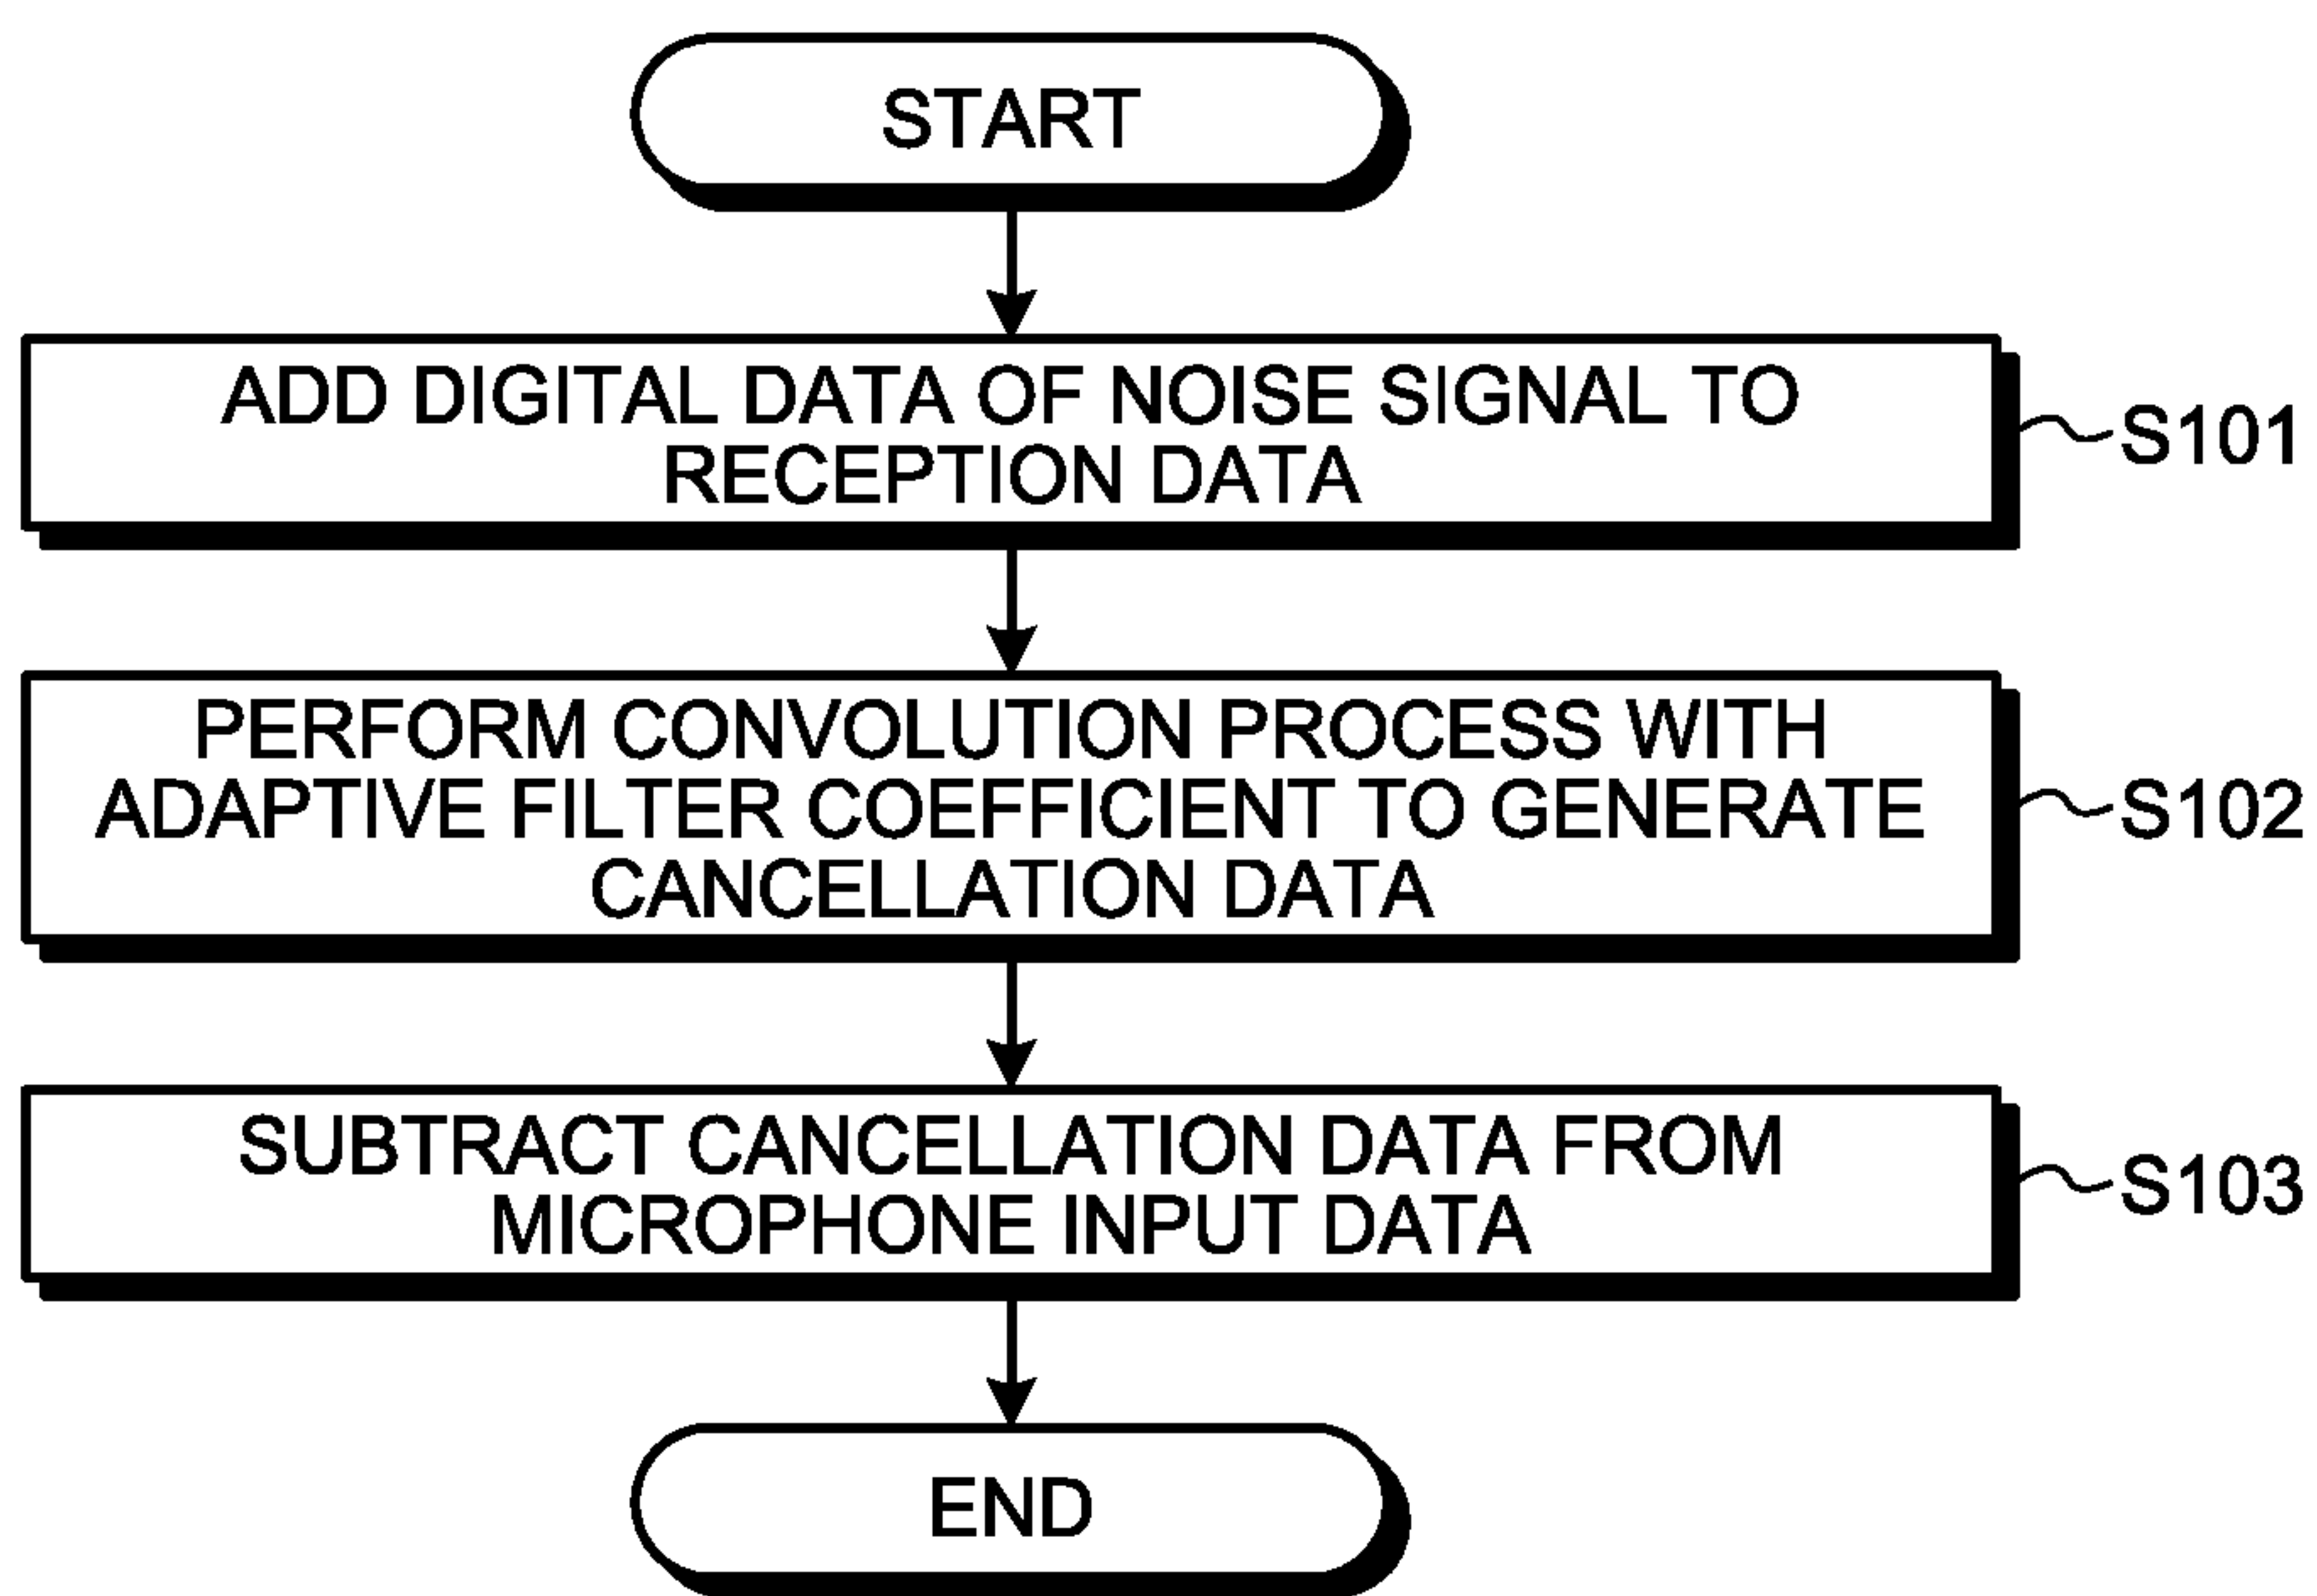 START
ADD DIGITAL DATA OF NOISE SIGNAL TO
RECEPTION DATA
S101
PERFORM CONVOLUTION PROCESS WITH
ADAPTIVE FILTER COEFFICIENT TO GENERATE
CANCELLATION DATA
S102
SUBTRACT CANCELLATION DATA FROM
MICROPHONE INPUT DATA
S103
END